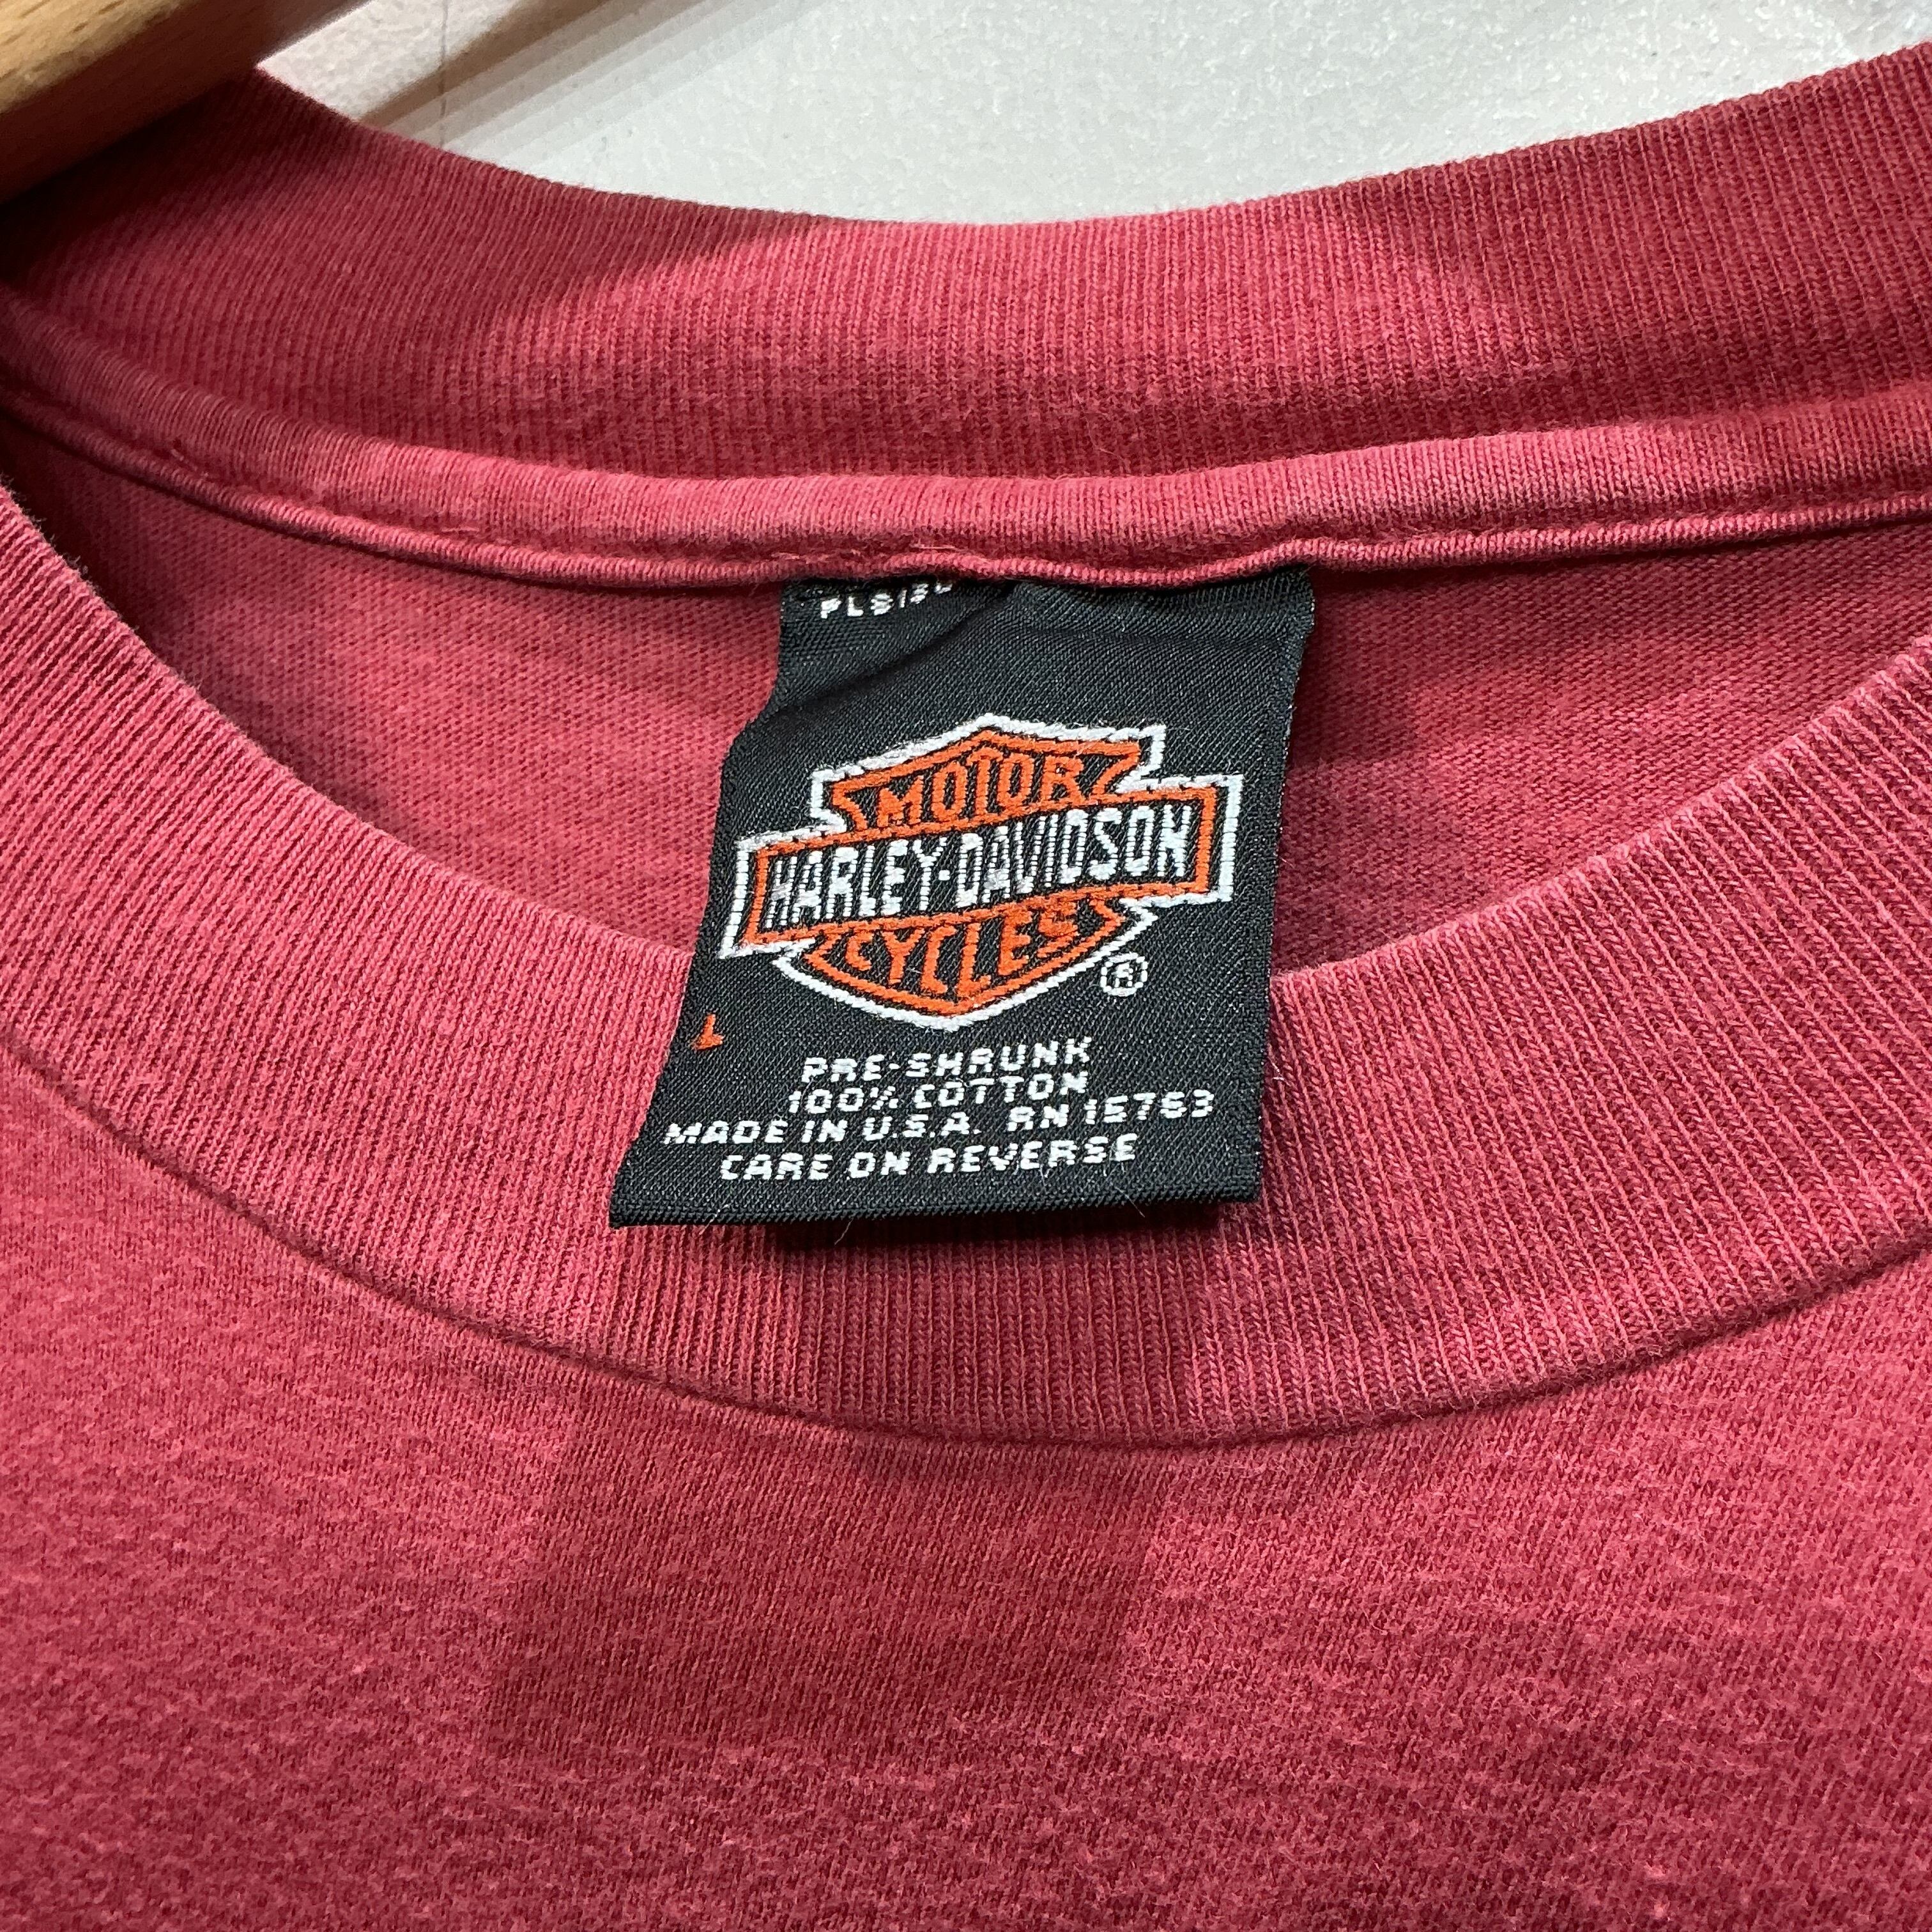 MOTOR
HARLEY-DAVIDSON
CYCLES
®
L
PRE-SHRUNK
100% COTTON
MADE IN U.S.A. RN 15763
CARE ON REVERSE